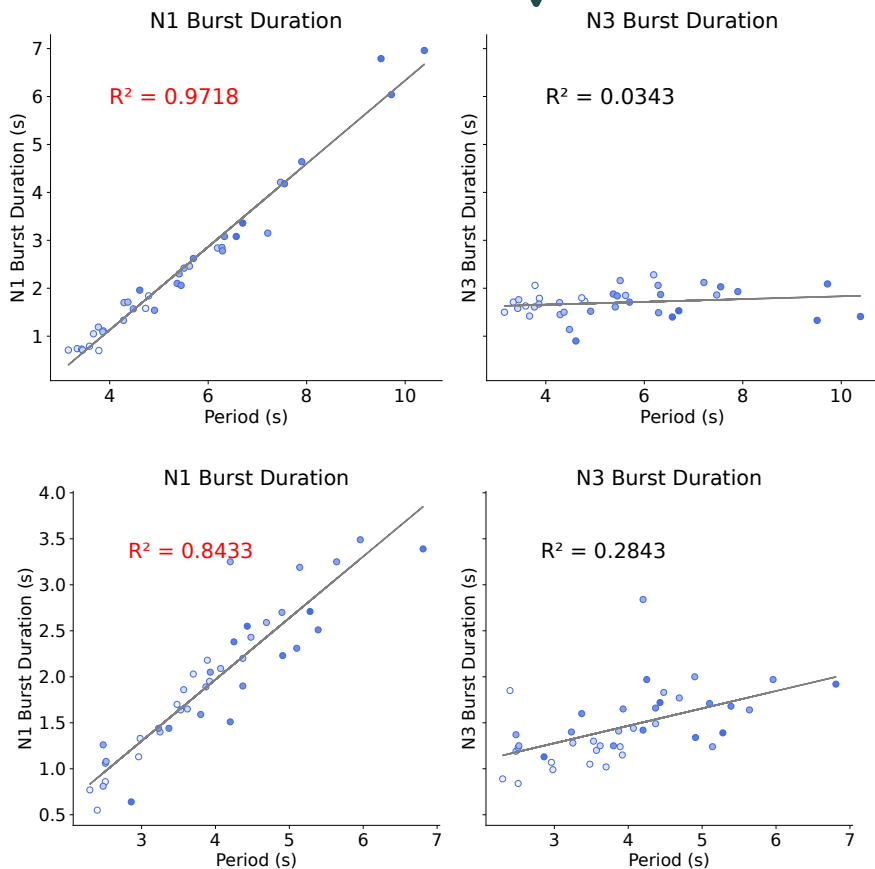 N1 Burst Duration
R² = 0.9718
N1 Burst Duration (s)
7
6
5
4
3
2
1
4
6
8
10
Period (s)
N3 Burst Duration
R² = 0.0343
N3 Burst Duration (s)
4
6
8
10
Period (s)
N1 Burst Duration
R² = 0.8433
N1 Burst Duration (s)
4.0
3.5
3.0
2.5
2.0
1.5
1.0
0.5
3
4
5
6
7
Period (s)
N3 Burst Duration
R² = 0.2843
N3 Burst Duration (s)
3
4
5
6
7
Period (s)